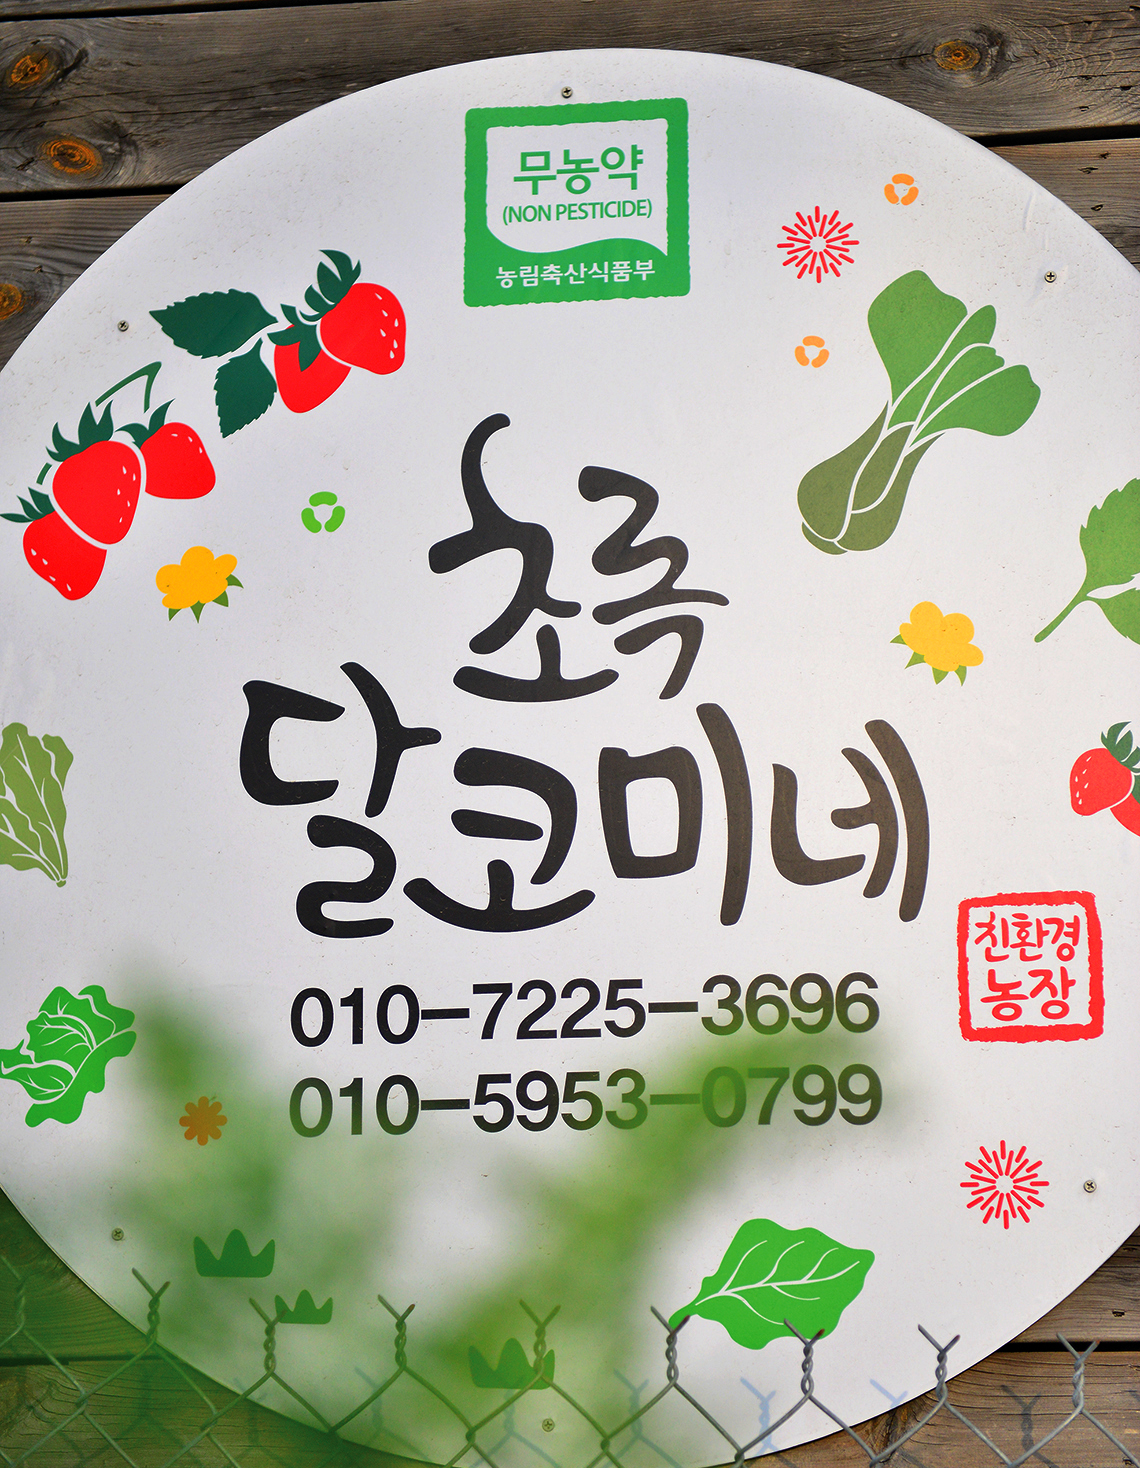 무농약
(NON PESTICIDE)
농림축산식품부
초록
달코미네
친환경
농장
010-7225-3696
010-5953-0799